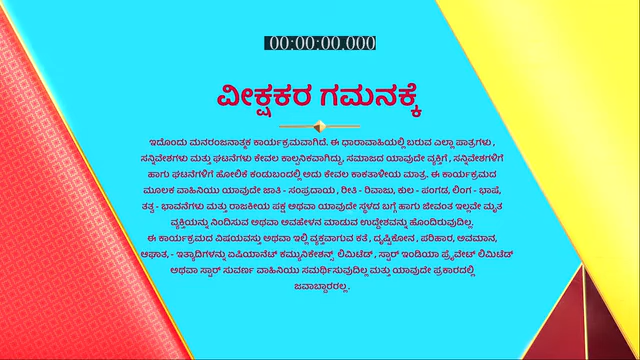 00:00:00.000
ವೀಕ್ಷಕರ ಗಮನಕ್ಕೆ
ಇದೊಂದು ಮನರಂಜನಾತ್ಮಕ ಕಾರ್ಯಕ್ರಮವಾಗಿದೆ. ಈ ಧಾರಾವಾಹಿಯಲ್ಲಿ ಬರುವ ಎಲ್ಲಾ ಪಾತ್ರಗಳು ,
ಸನ್ನಿವೇಶಗಳು ಮತ್ತು ಘಟನೆಗಳು ಕೇವಲ ಕಾಲ್ಪನಿಕವಾಗಿದ್ದು, ಸಮಾಜದ ಯಾವುದೇ ವ್ಯಕ್ತಿಗೆ , ಸನ್ನಿವೇಶಗಳಿಗೆ
ಹಾಗು ಘಟನೆಗಳಿಗೆ ಹೋಲಿಕೆ ಕಂಡುಬಂದಲ್ಲಿ ಅದು ಕೇವಲ ಕಾಕತಾಳೀಯ ಮಾತ್ರ. ಈ ಕಾರ್ಯಕ್ರಮದ
ಮೂಲಕ ವಾಹಿನಿಯು ಯಾವುದೇ ಜಾತಿ - ಸಂಪ್ರದಾಯ , ರೀತಿ - ರಿವಾಜು, ಕುಲ - ಪಂಗಡ, ಲಿಂಗ - ಭಾಷೆ,
ತತ್ವ - ಭಾವನೆಗಳು ಮತ್ತು ರಾಜಕೀಯ ಪಕ್ಷ ಅಥವಾ ಯಾವುದೇ ಸ್ಥಳದ ಬಗ್ಗೆ ಹಾಗು ಜೀವಂತ ಇಲ್ಲವೇ ಮೃತ
ವ್ಯಕ್ತಿಯನ್ನು ನಿಂದಿಸುವ ಅಥವಾ ಅವಹೇಳನ ಮಾಡುವ ಉದ್ದೇಶವನ್ನು ಹೊಂದಿರುವುದಿಲ್ಲ.
ಈ ಕಾರ್ಯಕ್ರಮದ ವಿಷಯವಸ್ತು ಅಥವಾ ಇಲ್ಲಿ ವ್ಯಕ್ತವಾಗುವ ಕತೆ , ದೃಷ್ಟಿಕೋನ , ಪರಿಹಾರ, ಅವಮಾನ,
ಆಘಾತ, - ಇತ್ಯಾದಿಗಳನ್ನು ಏಷಿಯಾನೆಟ್ ಕಮ್ಯುನಿಕೇಶನ್ಸ್ ಲಿಮಿಟೆಡ್ , ಸ್ಟಾರ್ ಇಂಡಿಯಾ ಪ್ರೈವೇಟ್ ಲಿಮಿಟೆಡ್
ಅಥವಾ ಸ್ಟಾರ್ ಸುವರ್ಣ ವಾಹಿನಿಯು ಸಮರ್ಥಿಸುವುದಿಲ್ಲ ಮತ್ತು ಯಾವುದೇ ಪ್ರಕಾರದಲ್ಲಿ
ಜವಾಬ್ದಾರರಲ್ಲ.